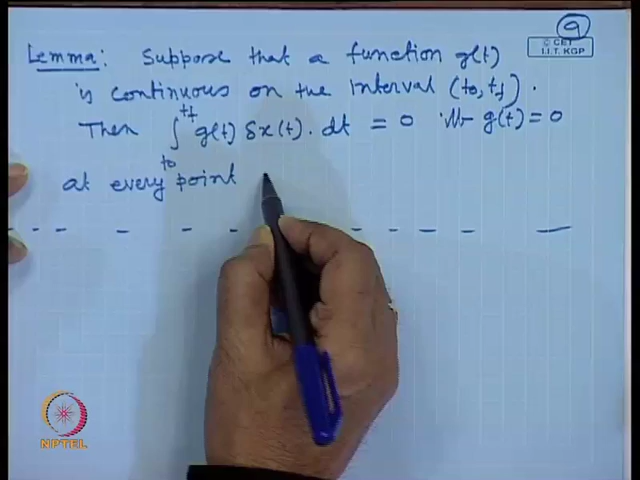 9
© CET
I.I.T. KGP
Lemma: Suppose that a function g(t)
is continuous on the interval (t0, tf).
Then ∫_{t0}^{tf} g(t) δx(t). dt = 0 iff g(t) = 0
at every point
NPTEL